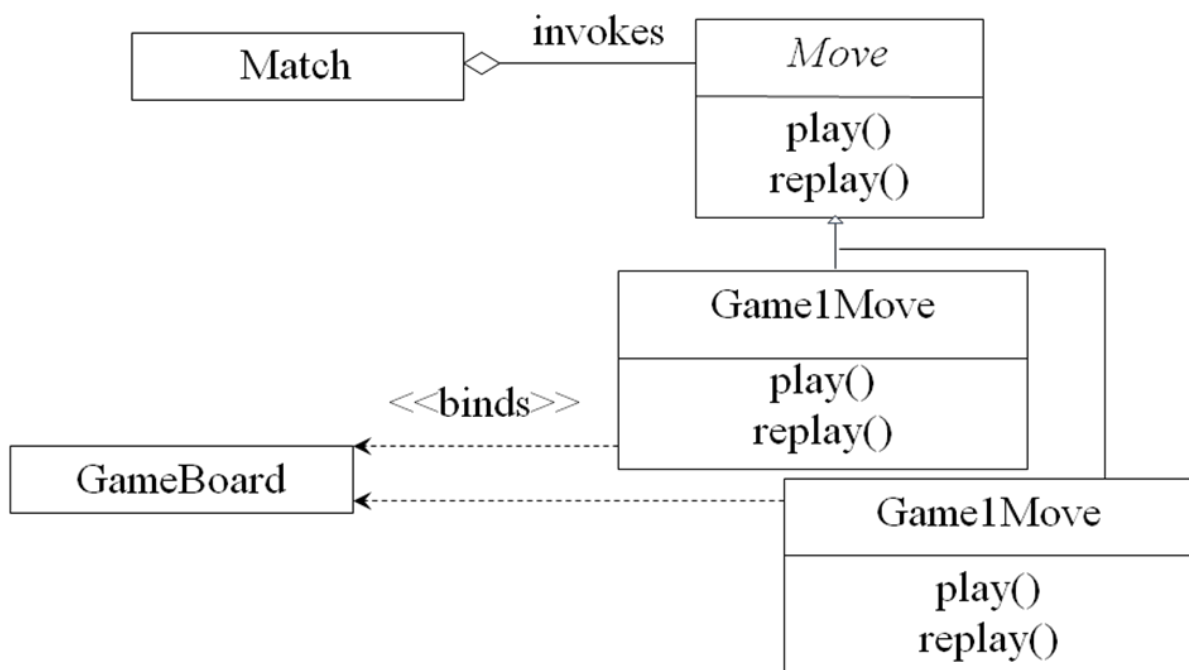 invokes
Match
Move
play()
replay()
Game1Move
play()
replay()
<<binds>>
GameBoard
Game1Move
play()
replay()